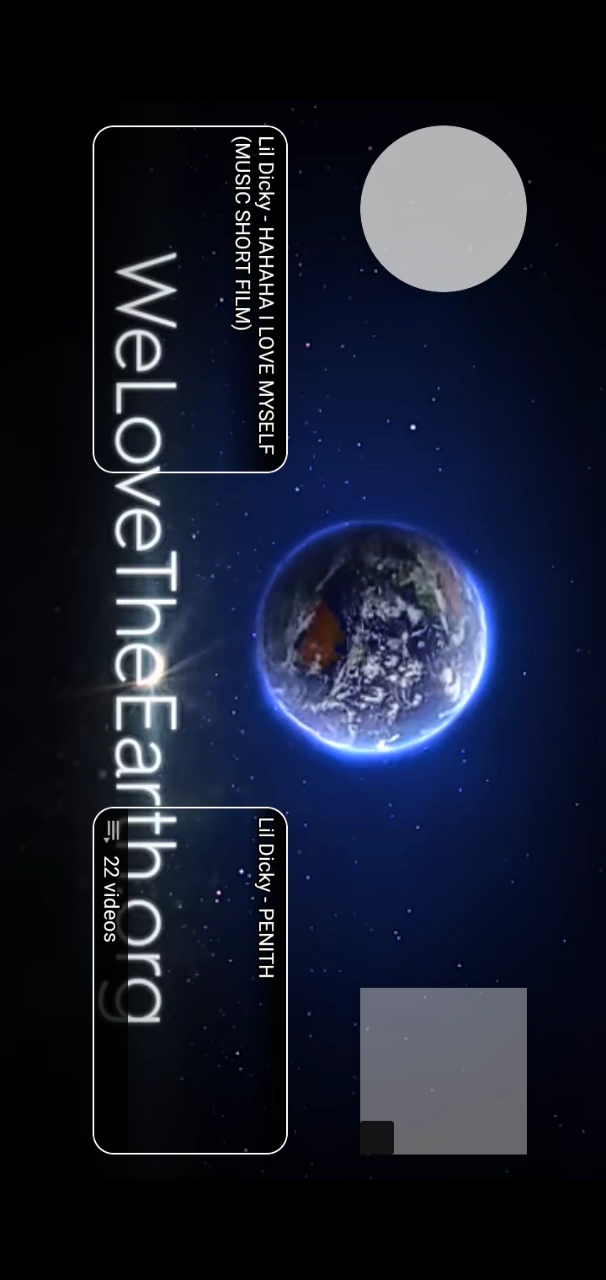 Lil Dicky - HAHAHA I LOVE MYSELF
(MUSIC SHORT FILM)
Lil Dicky - PENITH
22 videos
WeLoveTheEarth.org